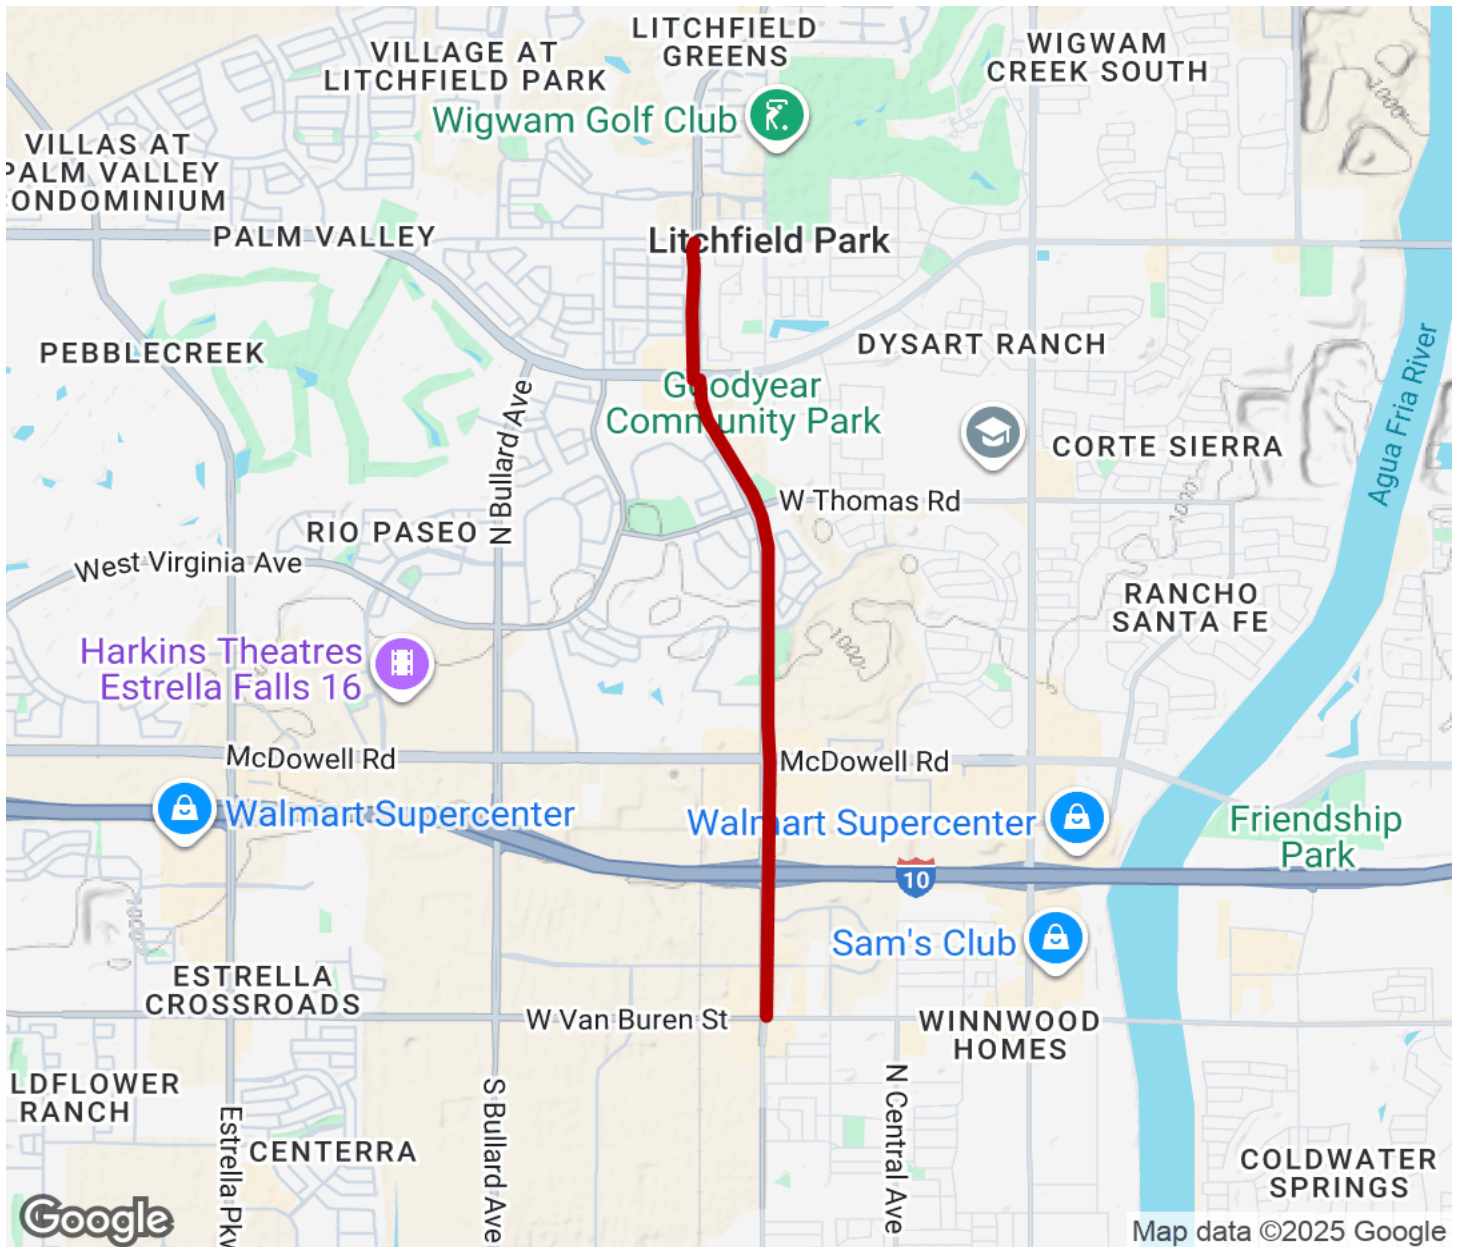 LITCHFIELD
GREENS
VILLAGE AT
LITCHFIELD PARK
WIGWAM
CREEK SOUTH
Wigwam Golf Club
1000'
VILLAS AT
PALM VALLEY
ONDOMINIUM
PALM VALLEY
Litchfield Park
PEBBLECREEK
DYSART RANCH
Agua Fria River
Goodyear
Community Park
N Bullard Ave
CORTE SIERRA
W Thomas Rd
1000'
RIO PASEO
West Virginia Ave
RANCHO
SANTA FE
1000'
Harkins Theatres
Estrella Falls 16
McDowell Rd
McDowell Rd
Walmart Supercenter
Walmart Supercenter
Friendship
Park
10
Sam's Club
ESTRELLA
CROSSROADS
W Van Buren St
WINNWOOD
HOMES
LDFLOWER
RANCH
Estrella Pkw
S Bullard Ave
N Central Ave
CENTERRA
COLDWATER
SPRINGS
Google
Map data ©2025 Google